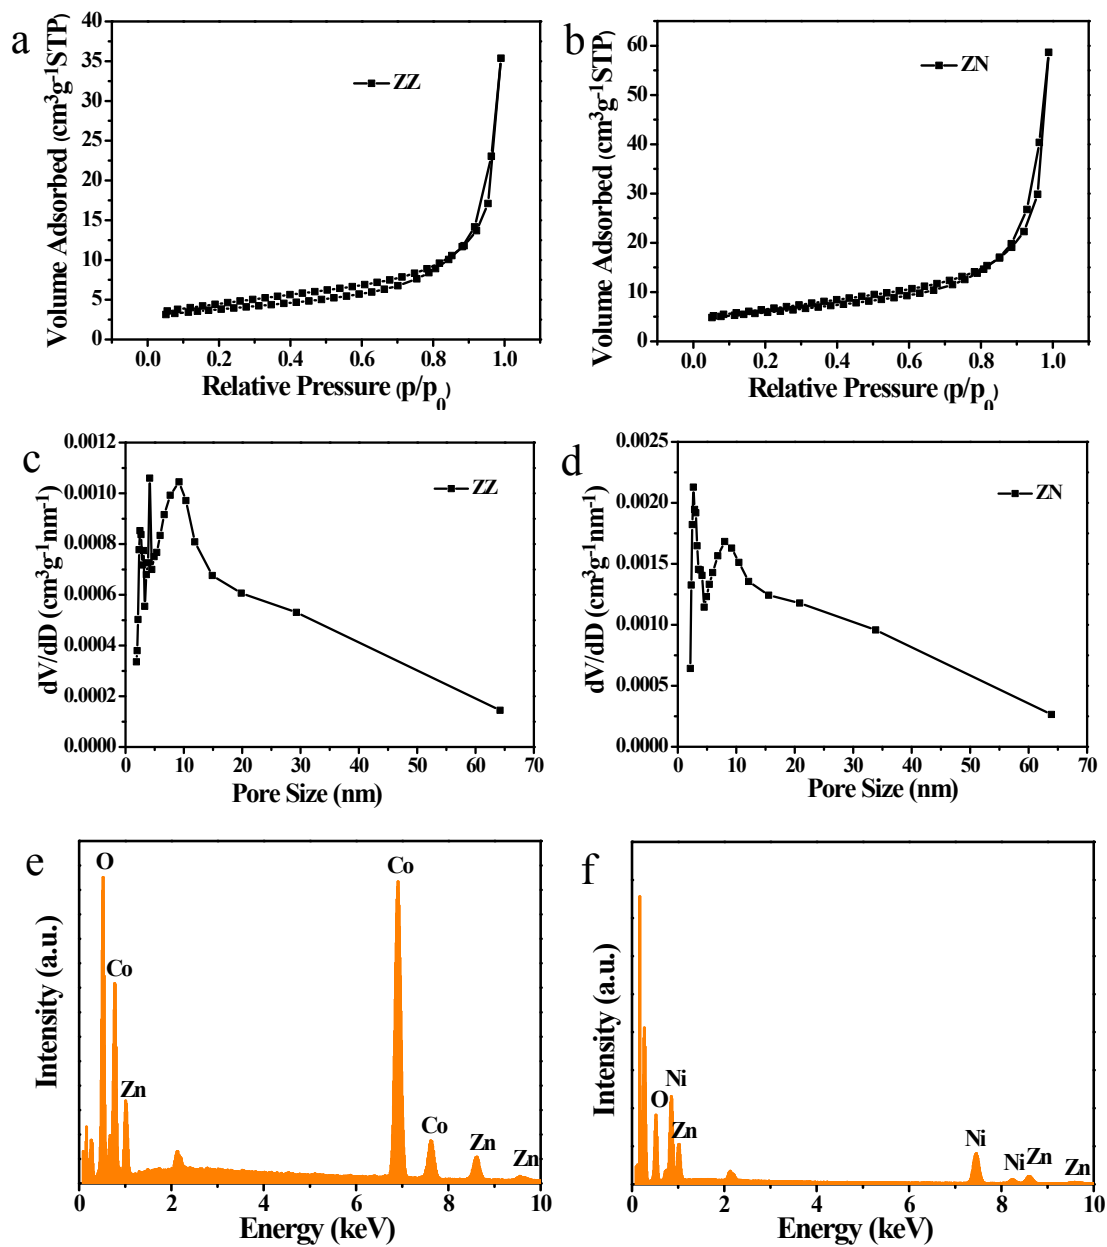 a
Volume Adsorbed (cm³g⁻¹STP)
40
35
30
25
20
15
10
5
0
ZZ
0.0 0.2 0.4 0.6 0.8 1.0
Relative Pressure (p/p₀)
b
Volume Adsorbed (cm³g⁻¹STP)
60
50
40
30
20
10
0
ZN
0.0 0.2 0.4 0.6 0.8 1.0
Relative Pressure (p/p₀)
c
dV/dD (cm³g⁻¹nm⁻¹)
0.0012
0.0010
0.0008
0.0006
0.0004
0.0002
0.0000
ZZ
0 10 20 30 40 50 60 70
Pore Size (nm)
d
dV/dD (cm³g⁻¹nm⁻¹)
0.0025
0.0020
0.0015
0.0010
0.0005
0.0000
ZN
0 10 20 30 40 50 60 70
Pore Size (nm)
e
Intensity (a.u.)
O
Co
Zn
Co
Co
Zn
Zn
0 2 4 6 8 10
Energy (keV)
f
Intensity (a.u.)
O
Ni
Zn
Ni
Ni
Zn
Zn
0 2 4 6 8 10
Energy (keV)